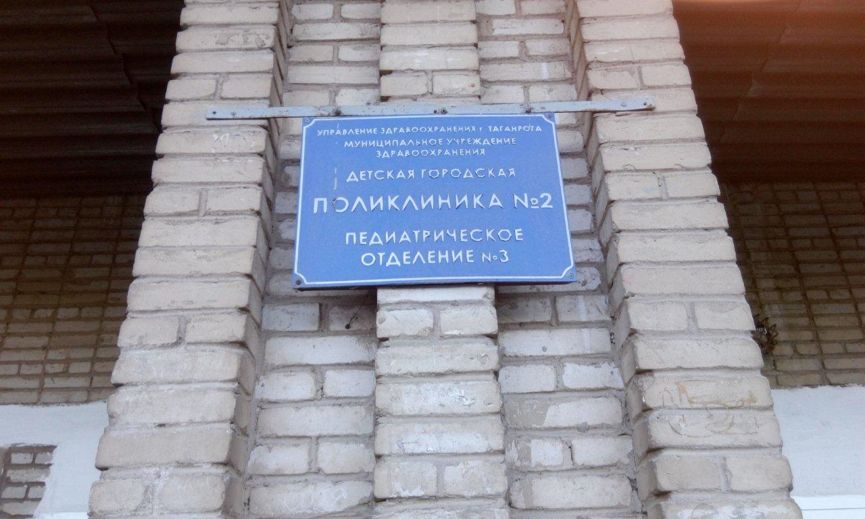 УПРАВЛЕНИЕ ЗДРАВООХРАНЕНИЯ г. ТАГАНРОГА
МУНИЦИПАЛЬНОЕ УЧРЕЖДЕНИЕ
ЗДРАВООХРАНЕНИЯ
ДЕТСКАЯ ГОРОДСКАЯ
ПОЛИКЛИНИКА №2
ПЕДИАТРИЧЕСКОЕ
ОТДЕЛЕНИЕ №3